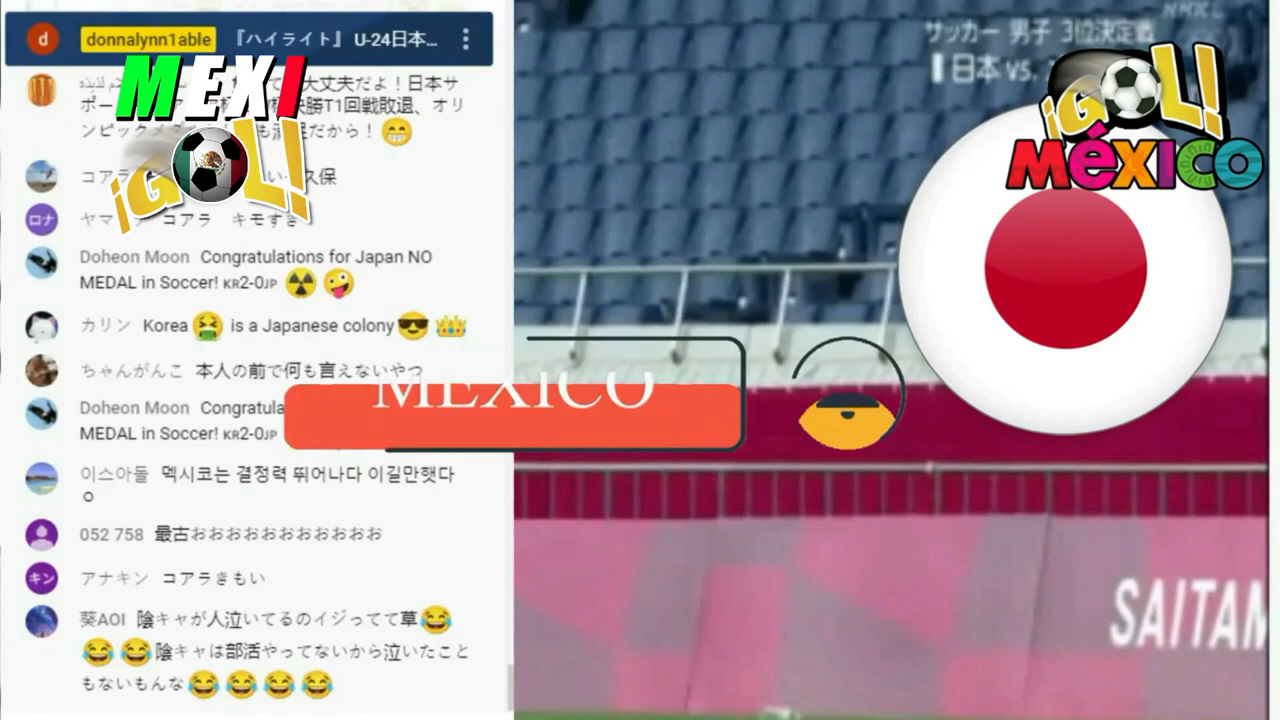 d donnalynn1able 『ハイライト』 U-24日本...
大丈夫だよ！日本サ
ポー 決勝T1回戦敗退、オリ
ンピック だから！
コアラ 久保
ロナ コアラ キモすぎ
Doheon Moon Congratulations for Japan NO
MEDAL in Soccer! KR2-0JP
カリン Korea is a Japanese colony
ちゃんがんこ 本人の前で何も言えないやつ
Doheon Moon Congratula
MEDAL in Soccer! KR2-0JP
이스아돌 멕시코는 결정력 뛰어나다 이길만햇다
ㅇ
052 758 最古おおおおおおおおおおお
キン アナキン コアラきもい
葵AOI 陰キャが人泣いてるのイジってて草😂
😂😂陰キャは部活やってないから泣いたこと
もないもんな😂😂😂😂
MEXI
¡GOL!
MEXICO
サッカー 男子 3位決定戦
日本 vs.
¡GOL!
MéXICO
SAITAM